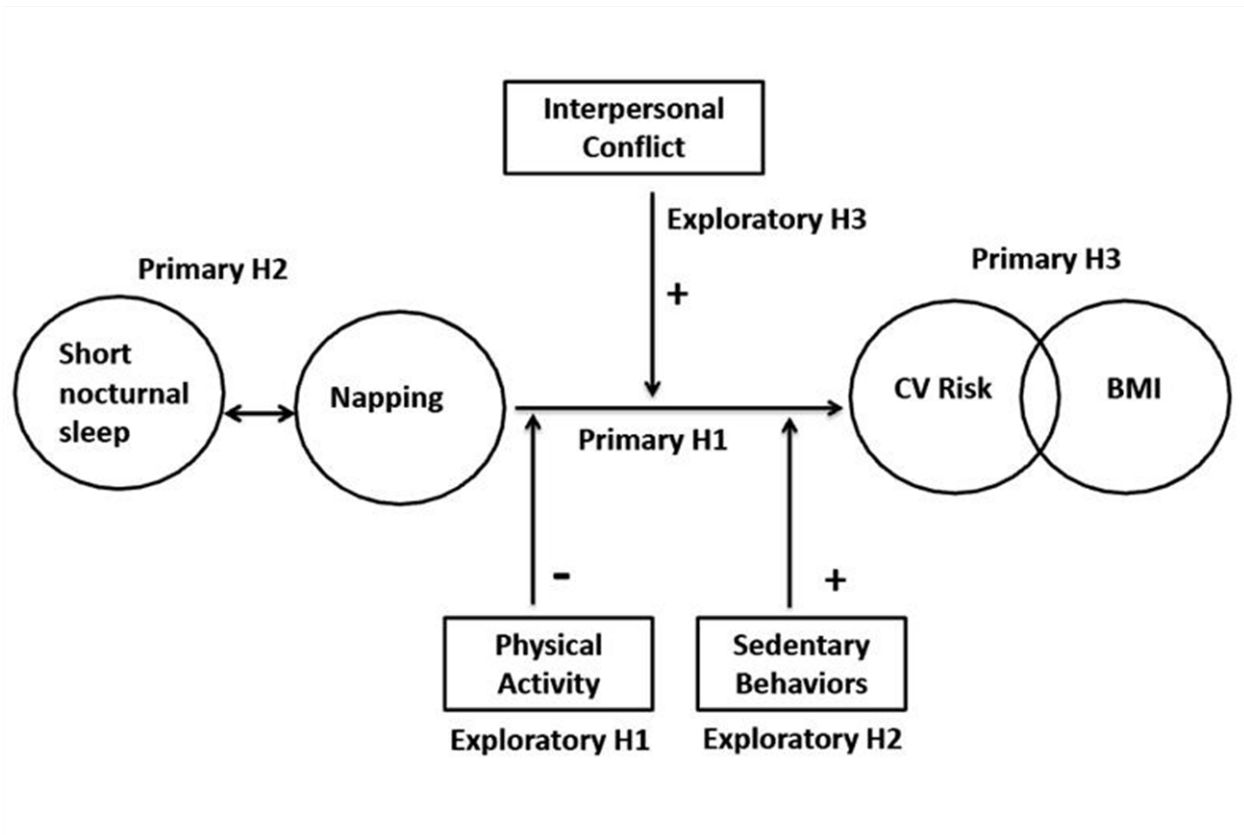 Interpersonal
Conflict
Exploratory H3
+
Primary H2
Primary H3
Short
nocturnal
sleep
Napping
CV Risk
BMI
Primary H1
-
+
Physical
Activity
Sedentary
Behaviors
Exploratory H1
Exploratory H2